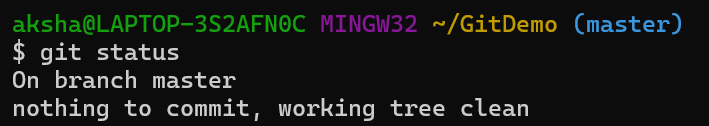 aksha@LAPTOP-3S2AFN0C MINGW32 ~/GitDemo (master)
$ git status
On branch master
nothing to commit, working tree clean